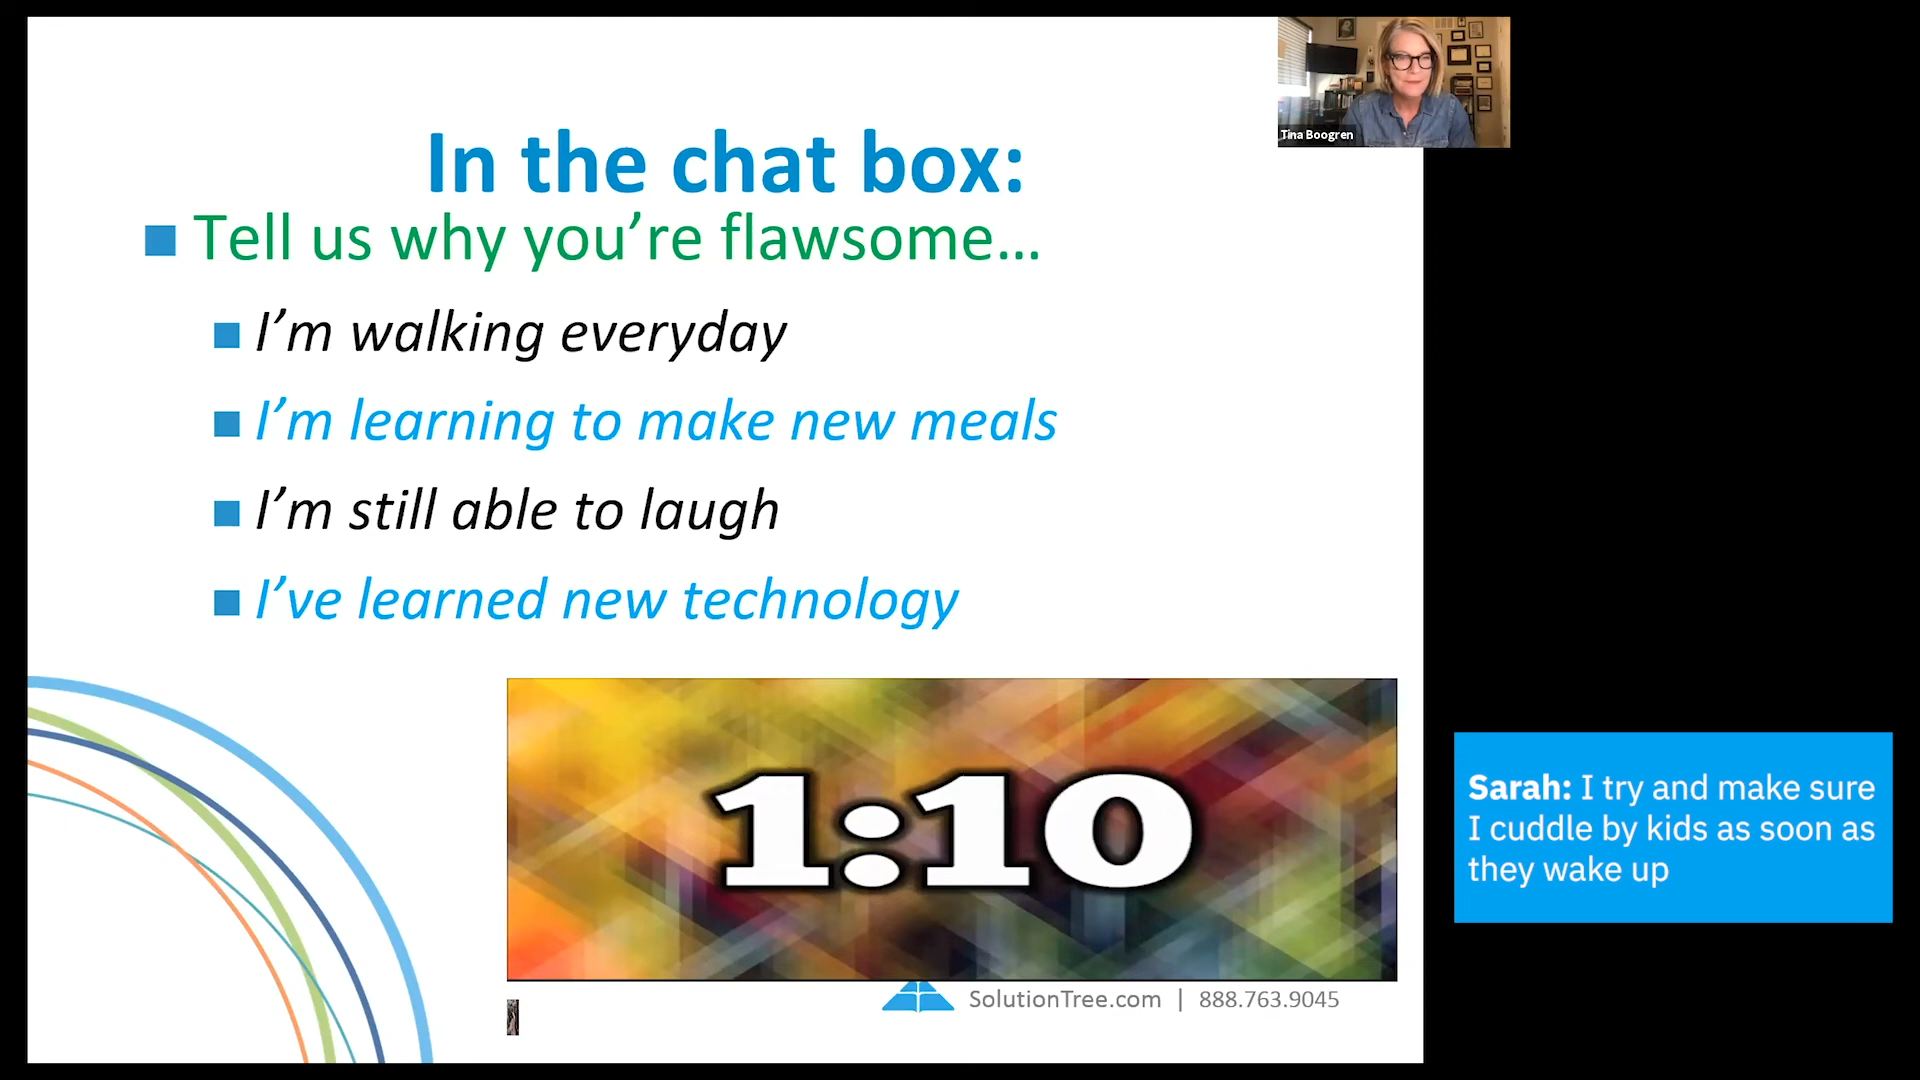 In the chat box:
Tell us why you’re flawsome…
I’m walking everyday
I’m learning to make new meals
I’m still able to laugh
I’ve learned new technology
1:10
SolutionTree.com | 888.763.9045
Tina Boogren
Sarah: I try and make sure
I cuddle by kids as soon as
they wake up